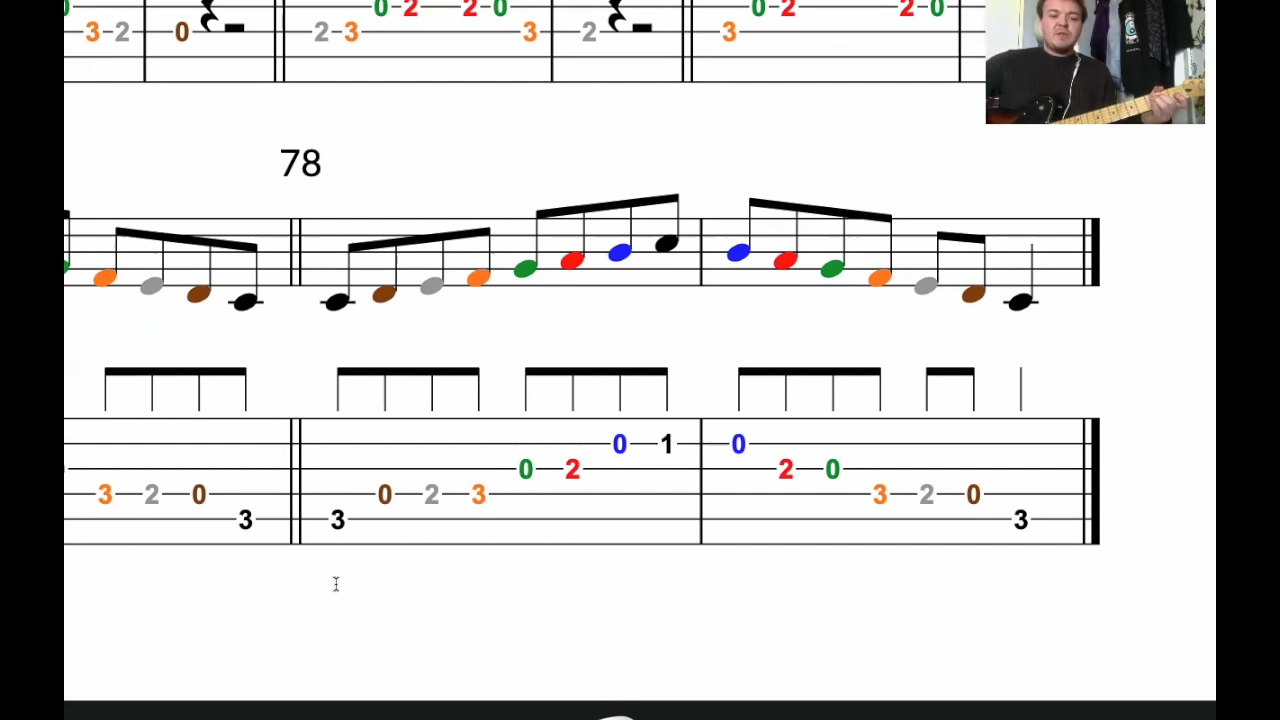 0 2 2 0 0 2 2 0
3 2 0 2 3 3 2 3
78
0 1 0
0 2 2 0
3 2 0 0 2 3 3 2 0
3 3 3